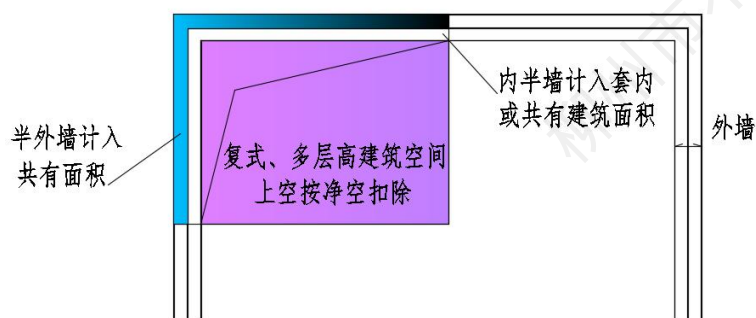 内半墙计入套内
或共有建筑面积
外墙
半外墙计入
共有面积
复式、多层高建筑空间
上空按净空扣除